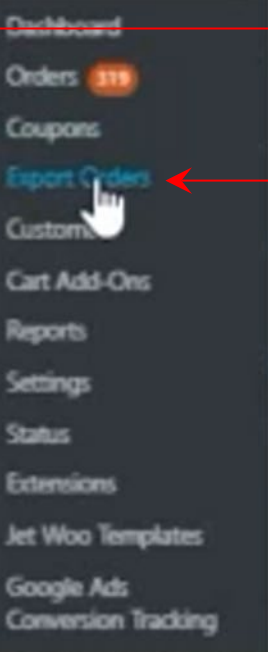 Dashboard
Orders 319
Coupons
Export Orders
Custom
Cart Add-Ons
Reports
Settings
Status
Extensions
Jet Woo Templates
Google Ads
Conversion Tracking